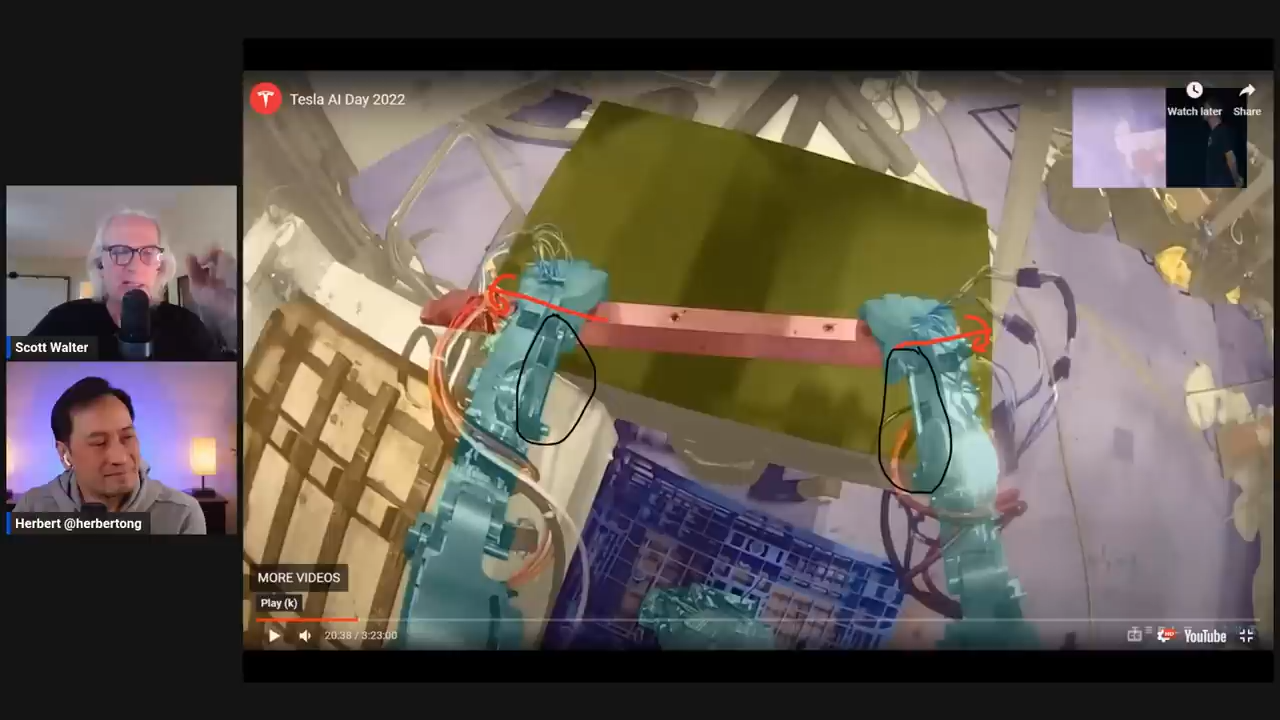 Tesla AI Day 2022
Watch later
Share
Scott Walter
Herbert @herbertong
MORE VIDEOS
Play (k)
20:38 / 3:23:00
HD
YouTube